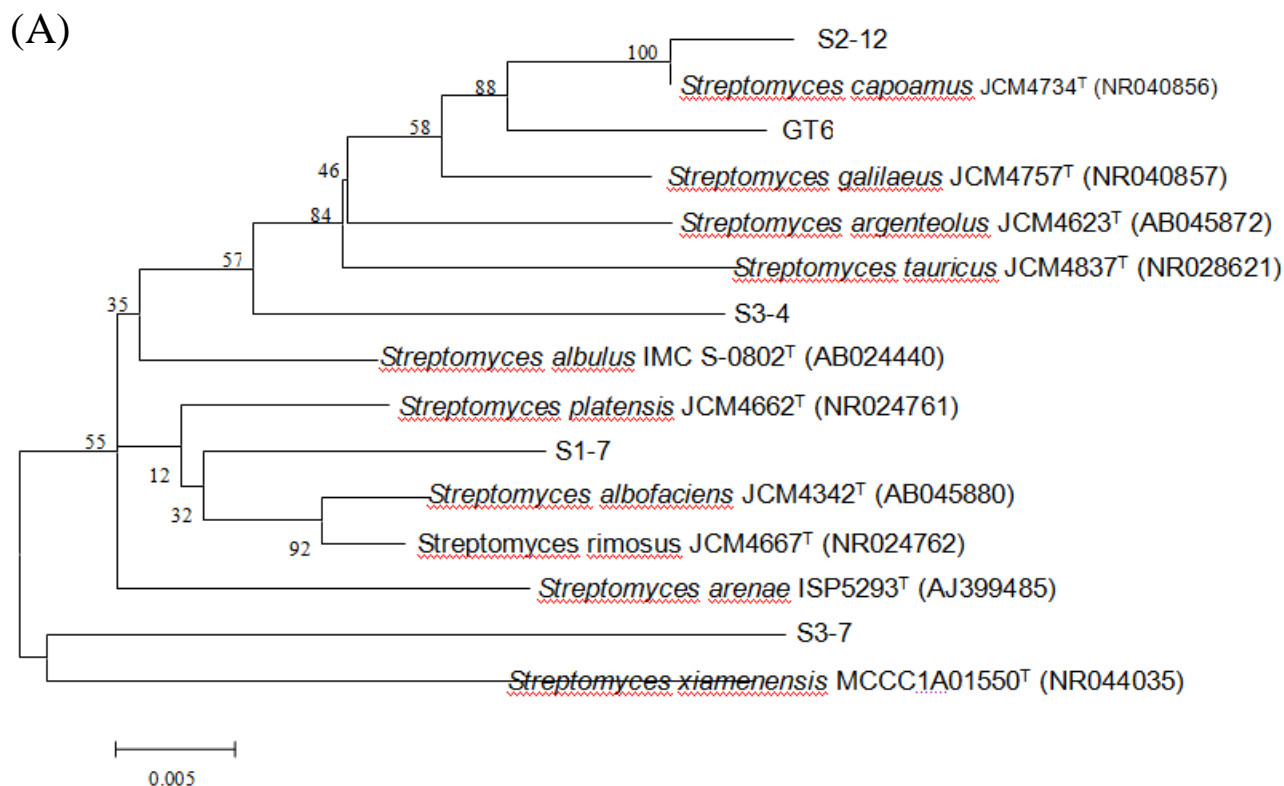 (A)
S2-12
100
Streptomyces capoamus JCM4734ᵀ (NR040856)
88
GT6
58
Streptomyces galilaeus JCM4757ᵀ (NR040857)
46
Streptomyces argenteolus JCM4623ᵀ (AB045872)
84
Streptomyces tauricus JCM4837ᵀ (NR028621)
57
S3-4
35
Streptomyces albulus IMC S-0802ᵀ (AB024440)
Streptomyces platensis JCM4662ᵀ (NR024761)
55
S1-7
12
Streptomyces albofaciens JCM4342ᵀ (AB045880)
32
Streptomyces rimosus JCM4667ᵀ (NR024762)
92
Streptomyces arenae ISP5293ᵀ (AJ399485)
S3-7
Streptomyces xiamenensis MCCC1A01550ᵀ (NR044035)
0.005